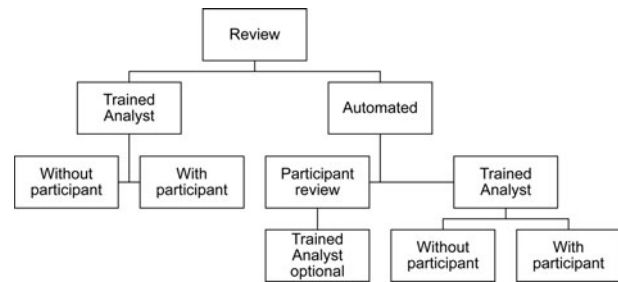 Review
Trained
Analyst
Automated
Without
participant
With
participant
Participant
review
Trained
Analyst
Trained
Analyst
optional
Without
participant
With
participant